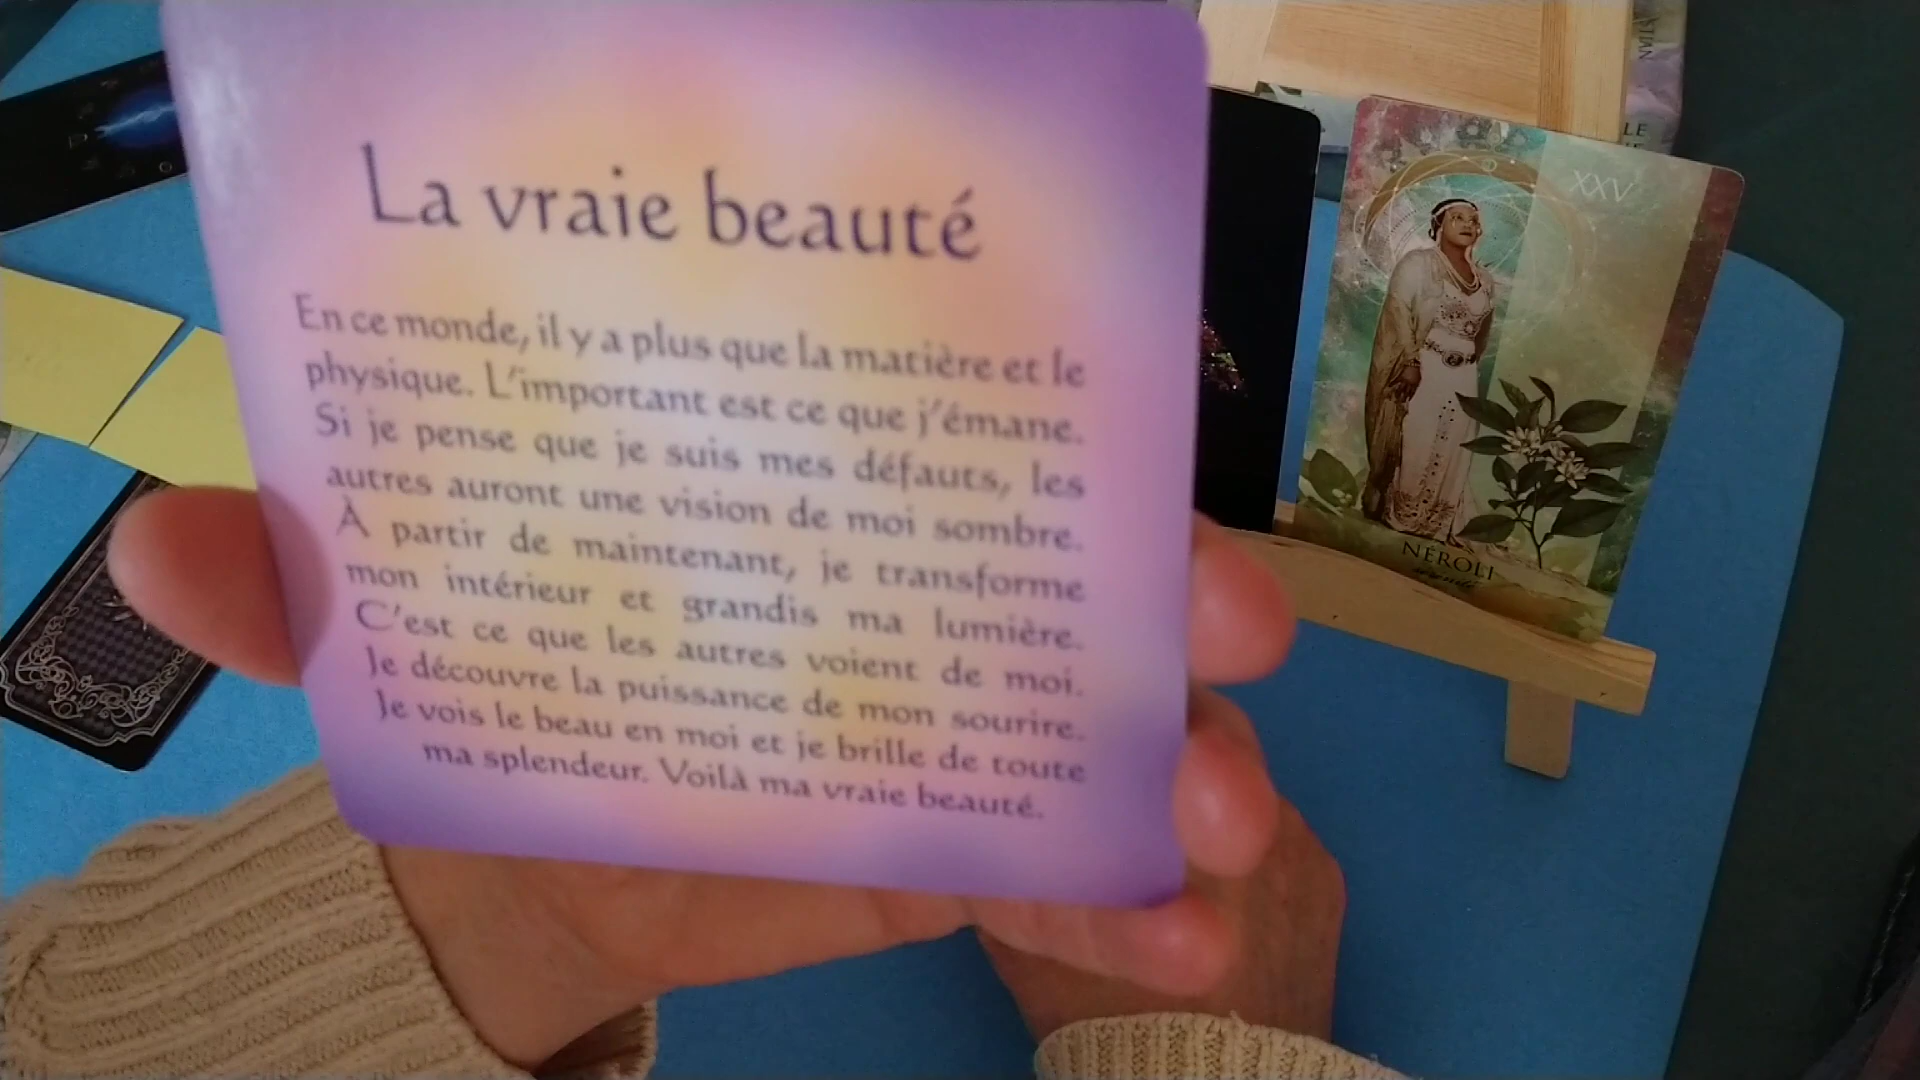 La vraie beauté
En ce monde, il y a plus que la matière et le
physique. L'important est ce que j'émane.
Si je pense que je suis mes défauts, les
autres auront une vision de moi sombre.
À partir de maintenant, je transforme
mon intérieur et grandis ma lumière.
C'est ce que les autres voient de moi.
Je découvre la puissance de mon sourire.
Je vois le beau en moi et je brille de toute
ma splendeur. Voilà ma vraie beauté.
XXV
NÉROLI
LE